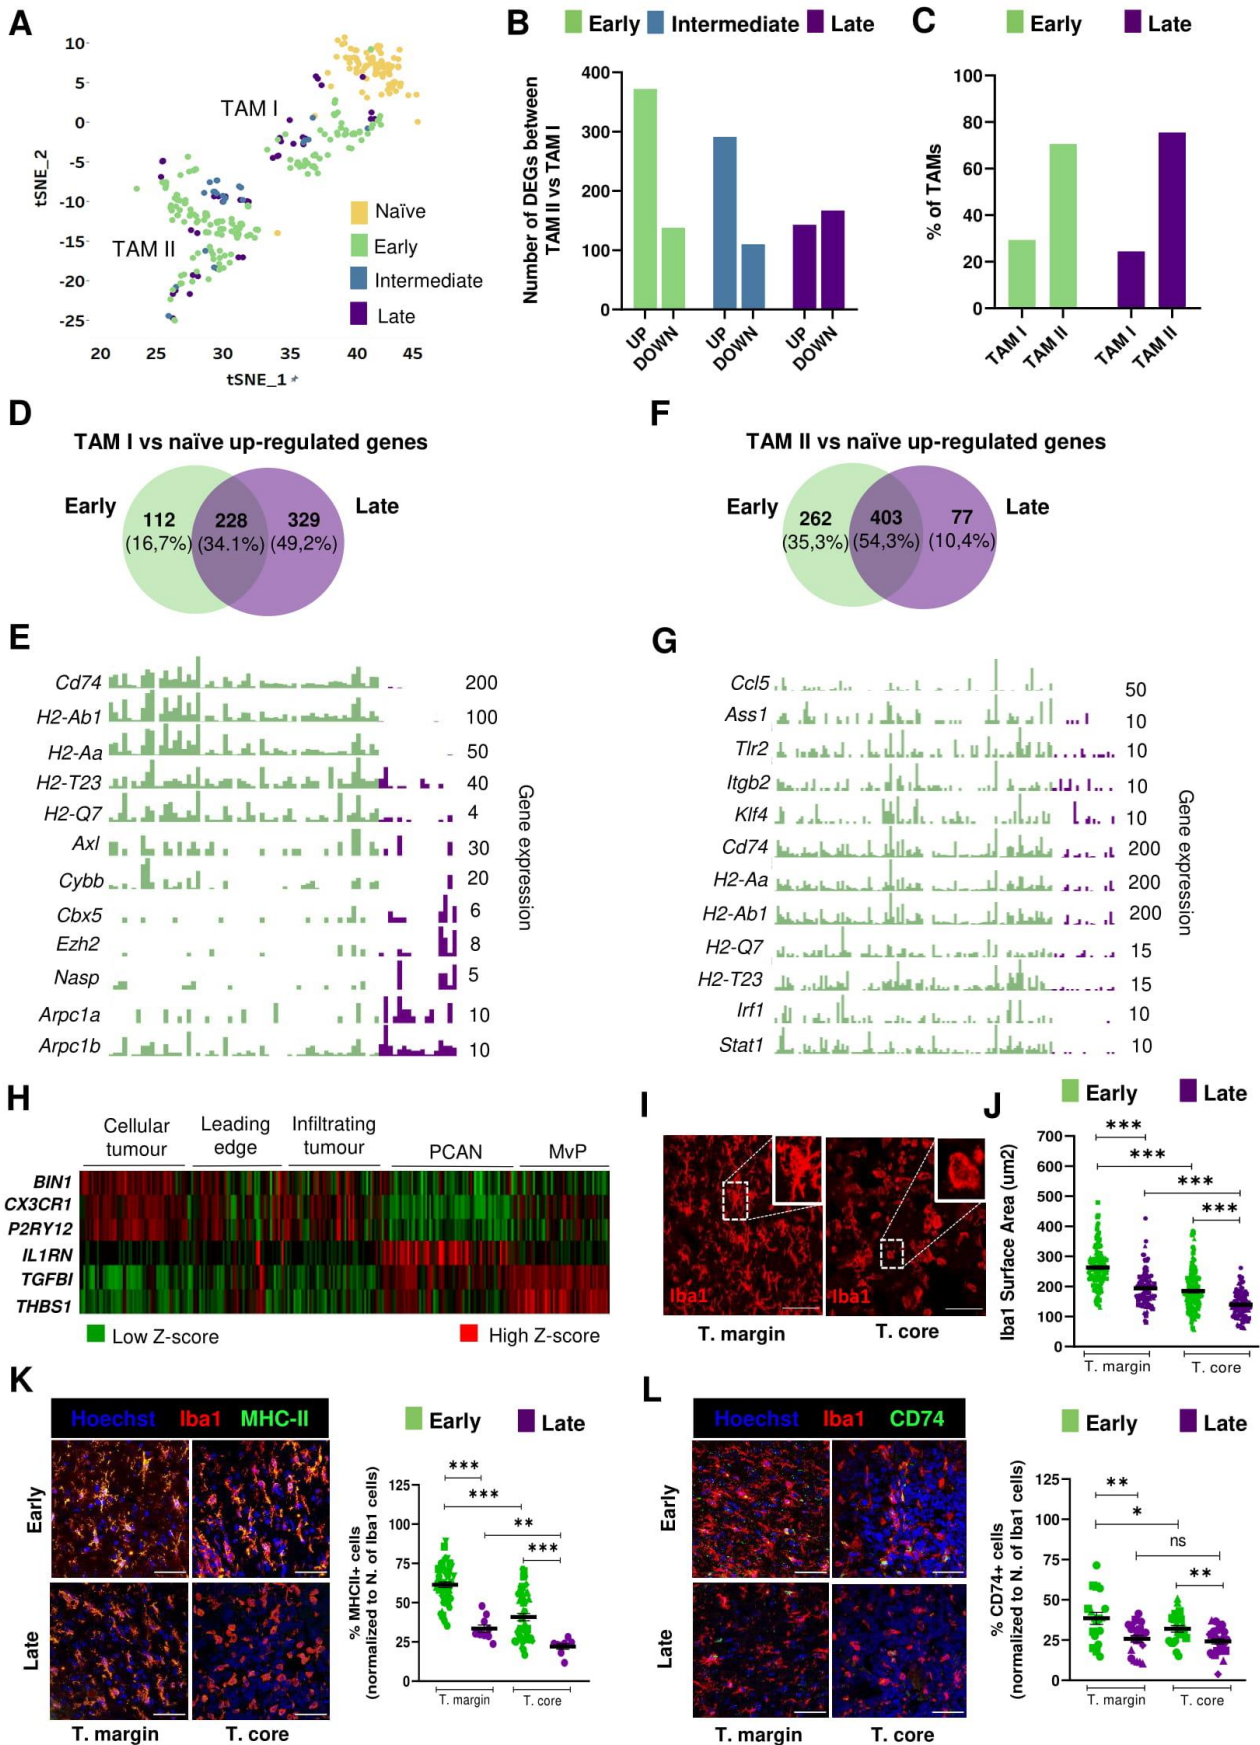 A
10
5
0
-5
-10
-15
-20
-25
tSNE_2
20 25 30 35 40 45
tSNE_1
TAM I
TAM II
Naïve
Early
Intermediate
Late
B
Early Intermediate Late
Number of DEGs between
TAM II vs TAM I
400
300
200
100
0
UP DOWN UP DOWN UP DOWN
C
Early Late
% of TAMs
100
80
60
40
20
0
TAM I TAM II TAM I TAM II
D
TAM I vs naïve up-regulated genes
Early Late
112 228 329
(16,7%) (34.1%) (49,2%)
F
TAM II vs naïve up-regulated genes
Early Late
262 403 77
(35,3%) (54,3%) (10,4%)
E
Cd74 200
H2-Ab1 100
H2-Aa 50
H2-T23 40
H2-Q7 4
Axl 30
Cybb 20
Cbx5 6
Ezh2 8
Nasp 5
Arpc1a 10
Arpc1b 10
Gene expression
G
Ccl5 50
Ass1 10
Tlr2 10
Itgb2 10
Klf4 10
Cd74 200
H2-Aa 200
H2-Ab1 200
H2-Q7 15
H2-T23 15
Irf1 10
Stat1 10
Gene expression
H
Cellular
tumour
Leading
edge
Infiltrating
tumour
PCAN
MvP
BIN1
CX3CR1
P2RY12
IL1RN
TGFBI
THBS1
Low Z-score High Z-score
I
Iba1 Iba1
T. margin T. core
J
Early Late
Iba1 Surface Area (um2)
700
600
500
400
300
200
100
0
***
***
***
***
T. margin T. core
K
Hoechst Iba1 MHC-II
Early
Late
T. margin T. core
Early Late
% MHCII+ cells
(normalized to N. of Iba1 cells)
125
100
75
50
25
0
***
***
**
***
T. margin T. core
L
Hoechst Iba1 CD74
Early
Late
T. margin T. core
Early Late
% CD74+ cells
(normalized to N. of Iba1 cells)
125
100
75
50
25
0
**
*
ns
**
T. margin T. core